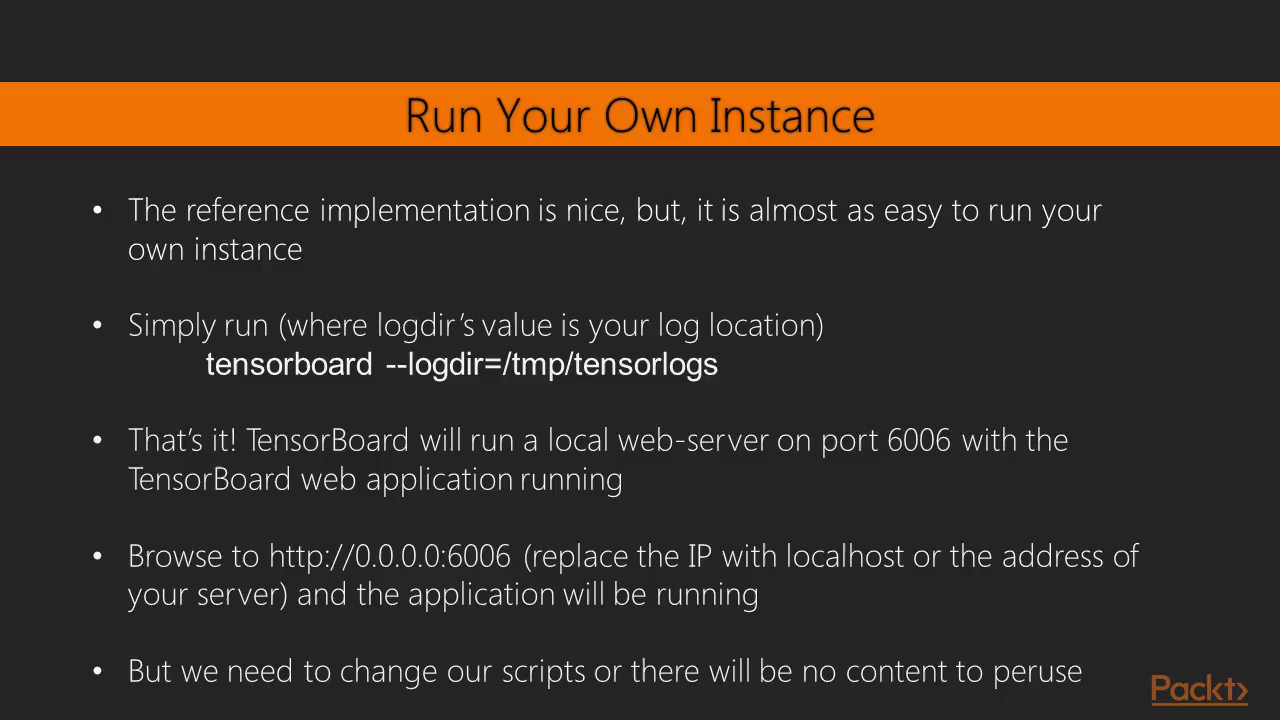 Run Your Own Instance
• The reference implementation is nice, but, it is almost as easy to run your
own instance
• Simply run (where logdir's value is your log location)
tensorboard --logdir=/tmp/tensorlogs
• That's it! TensorBoard will run a local web-server on port 6006 with the
TensorBoard web application running
• Browse to http://0.0.0.0:6006 (replace the IP with localhost or the address of
your server) and the application will be running
• But we need to change our scripts or there will be no content to peruse
Packt>